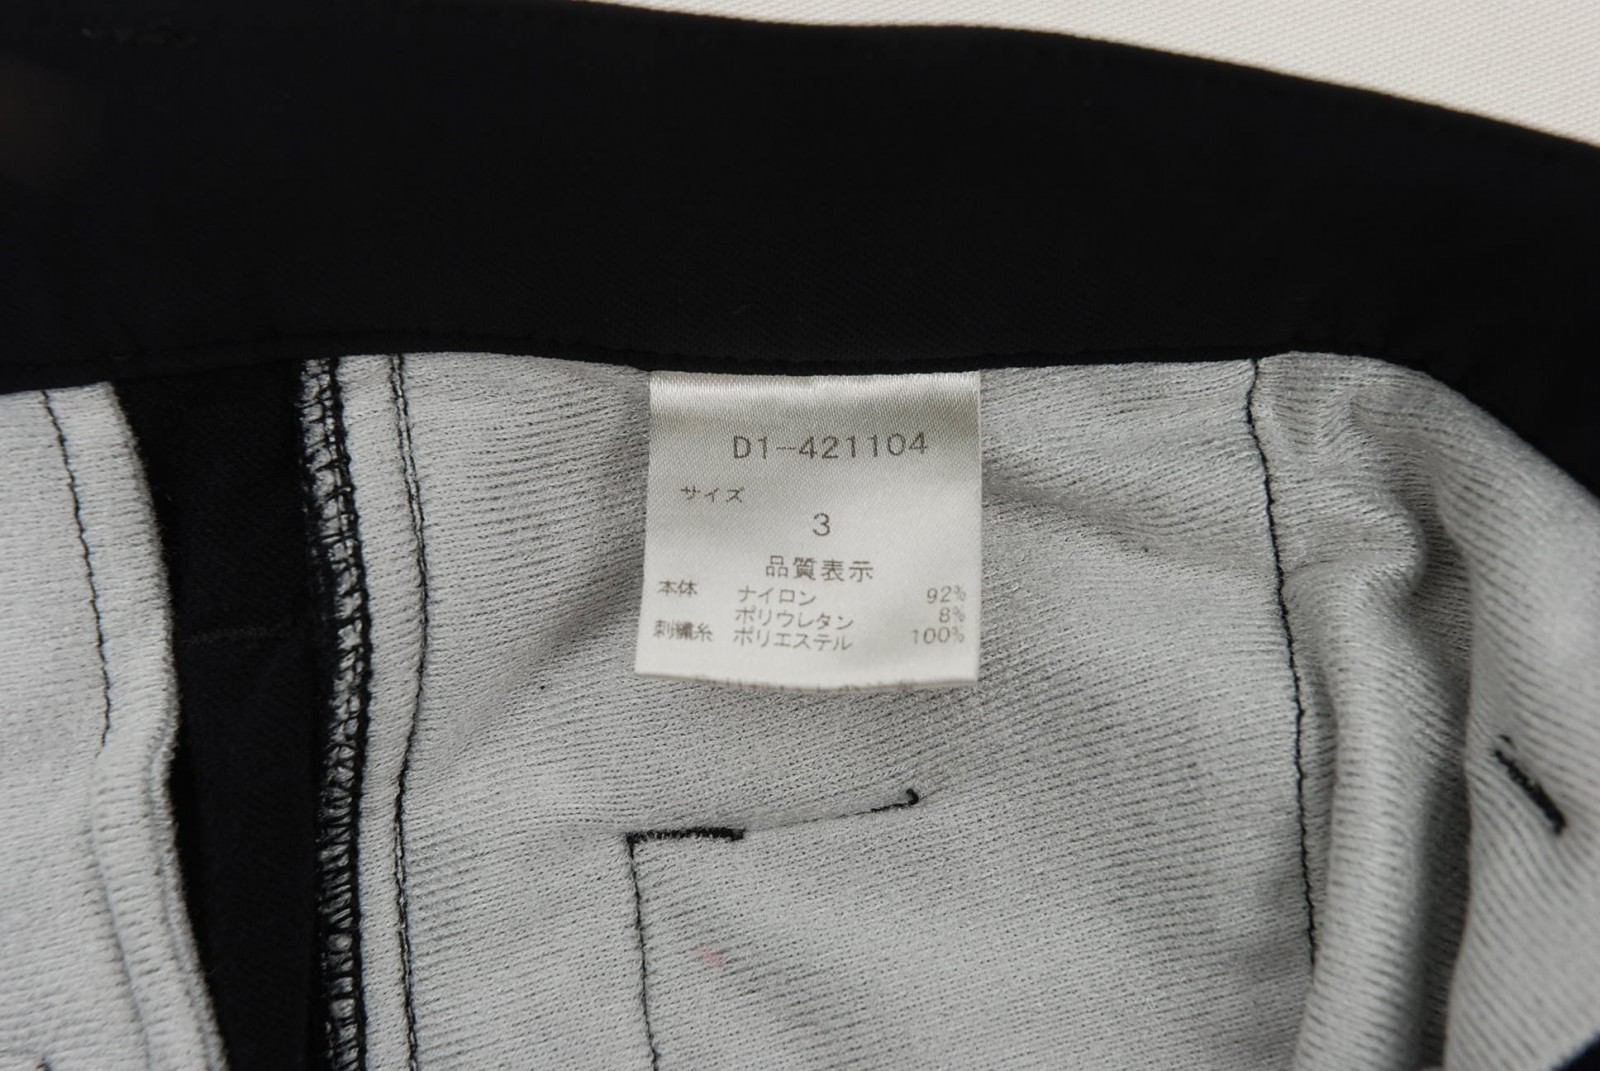 D1-421104
サイズ
3
品質表示
本体 ナイロン 92%
ポリウレタン 8%
刺繍糸 ポリエステル 100%